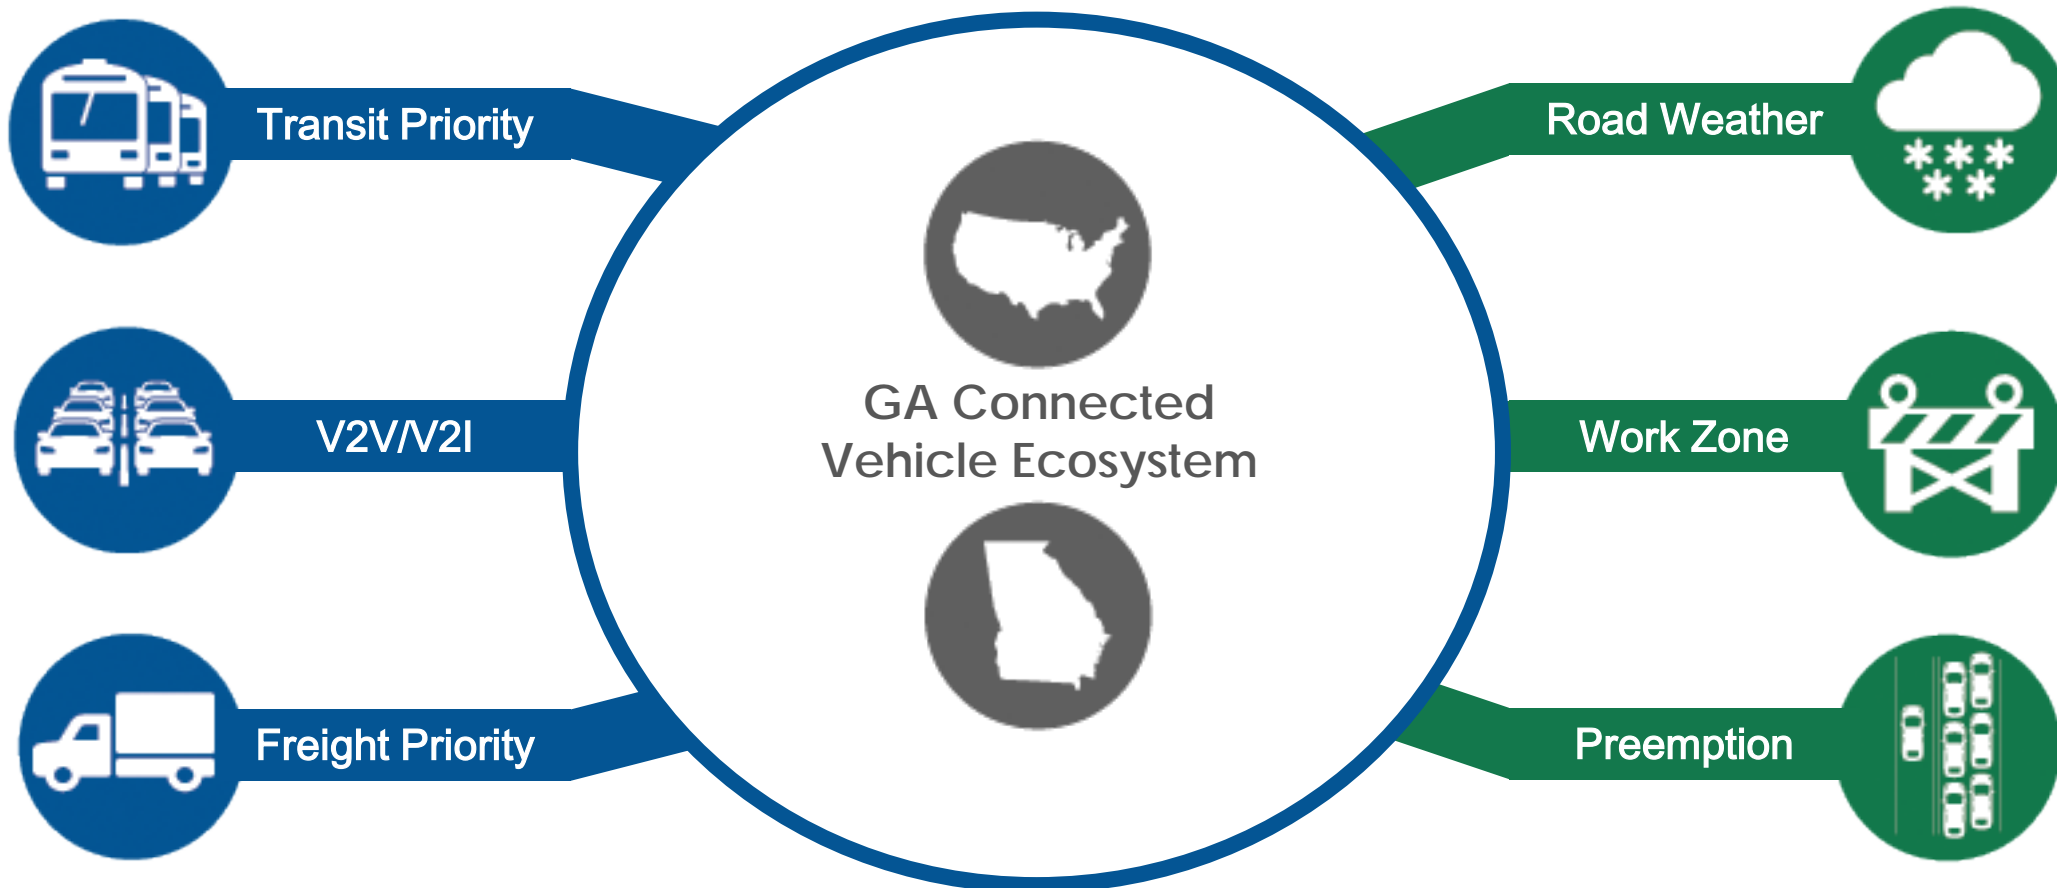 Transit Priority
V2V/V2I
Freight Priority
GA Connected
Vehicle Ecosystem
Road Weather
Work Zone
Preemption